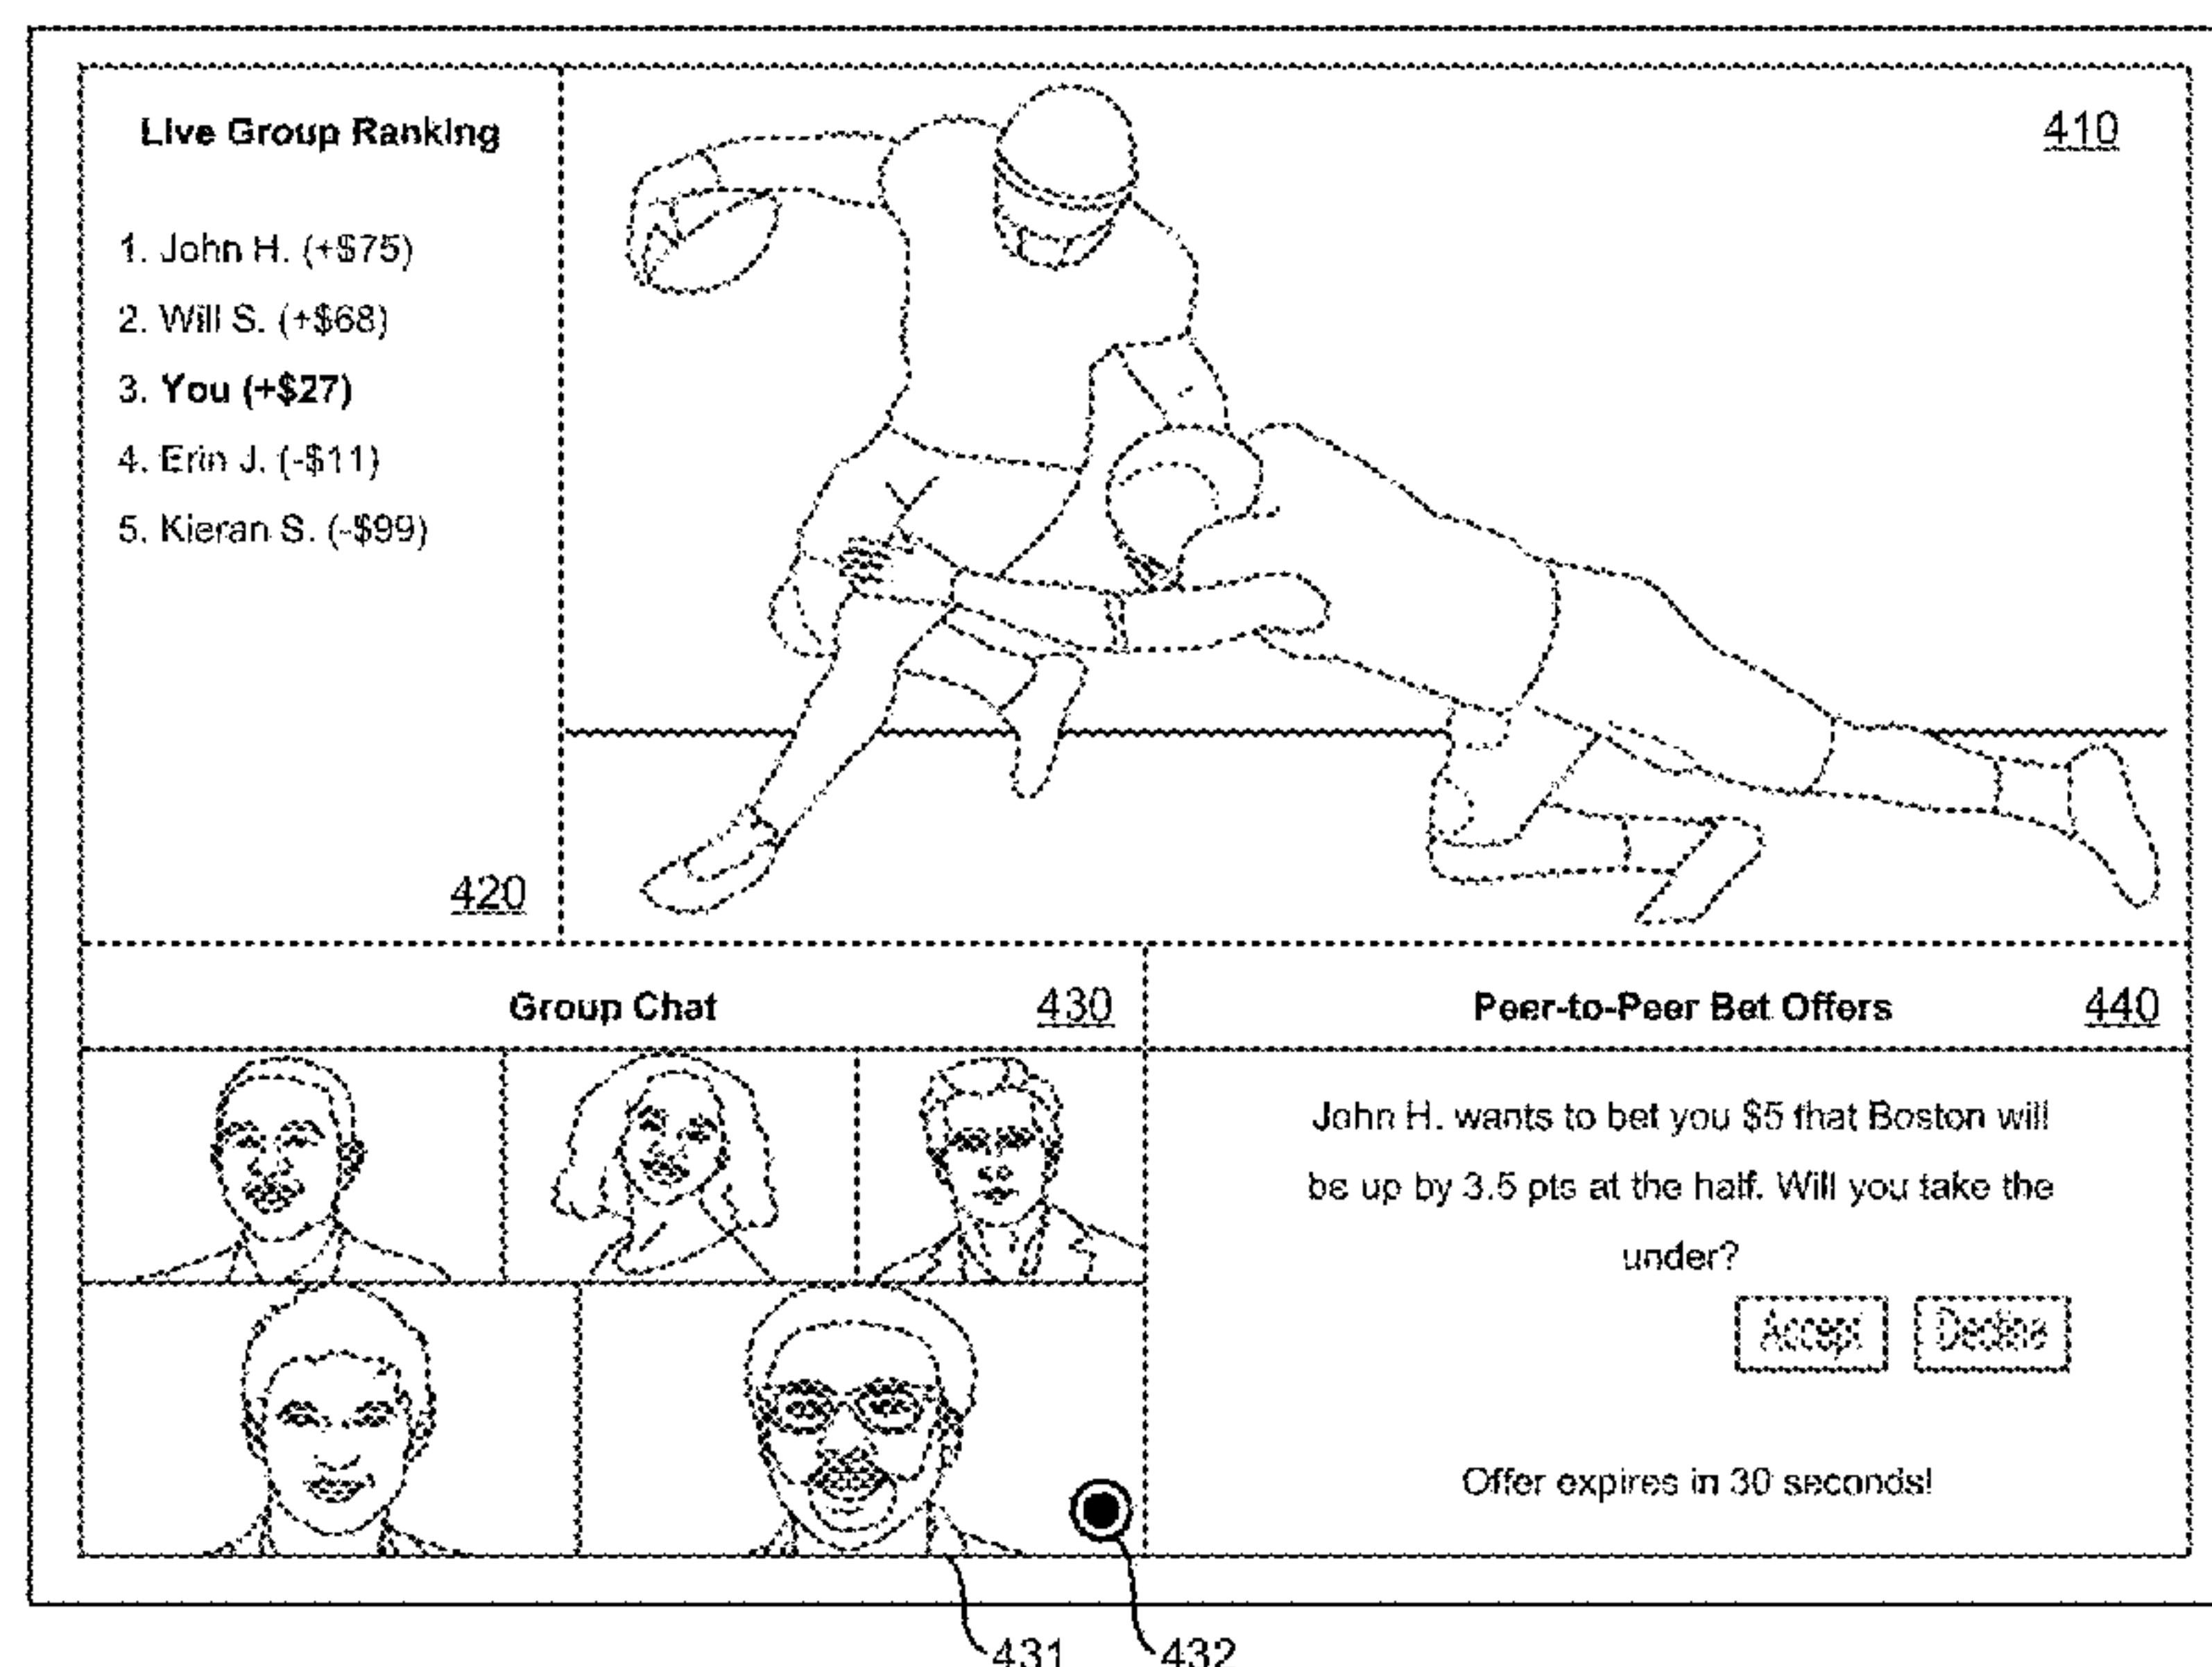 Live Group Ranking
410
1. John H. (+$75)
2. Will S. (+$68)
3. You (+$27)
4. Erin J. (-$11)
5. Kieran S. (-$99)
420
Group Chat
430
Peer-to-Peer Bet Offers
440
John H. wants to bet you $5 that Boston will
be up by 3.5 pts at the half. Will you take the
under?
Accept
Decline
Offer expires in 30 seconds!
431
432